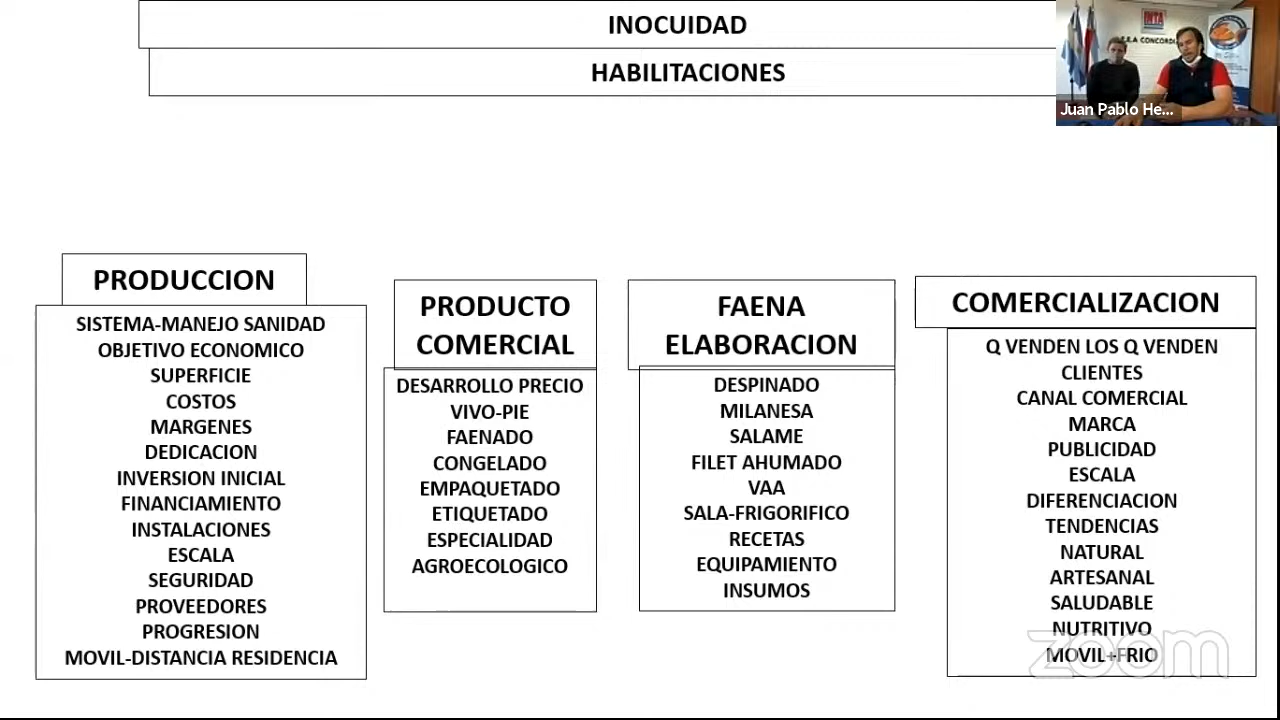 INOCUIDAD
HABILITACIONES
INTA
E.E.A CONCORDI
Juan Pablo He...
PRODUCCION
SISTEMA-MANEJO SANIDAD
OBJETIVO ECONOMICO
SUPERFICIE
COSTOS
MARGENES
DEDICACION
INVERSION INICIAL
FINANCIAMIENTO
INSTALACIONES
ESCALA
SEGURIDAD
PROVEEDORES
PROGRESION
MOVIL-DISTANCIA RESIDENCIA
PRODUCTO
COMERCIAL
DESARROLLO PRECIO
VIVO-PIE
FAENADO
CONGELADO
EMPAQUETADO
ETIQUETADO
ESPECIALIDAD
AGROECOLOGICO
FAENA
ELABORACION
DESPINADO
MILANESA
SALAME
FILET AHUMADO
VAA
SALA-FRIGORIFICO
RECETAS
EQUIPAMIENTO
INSUMOS
COMERCIALIZACION
Q VENDEN LOS Q VENDEN
CLIENTES
CANAL COMERCIAL
MARCA
PUBLICIDAD
ESCALA
DIFERENCIACION
TENDENCIAS
NATURAL
ARTESANAL
SALUDABLE
NUTRITIVO
MOVIL+FRIO
zoom